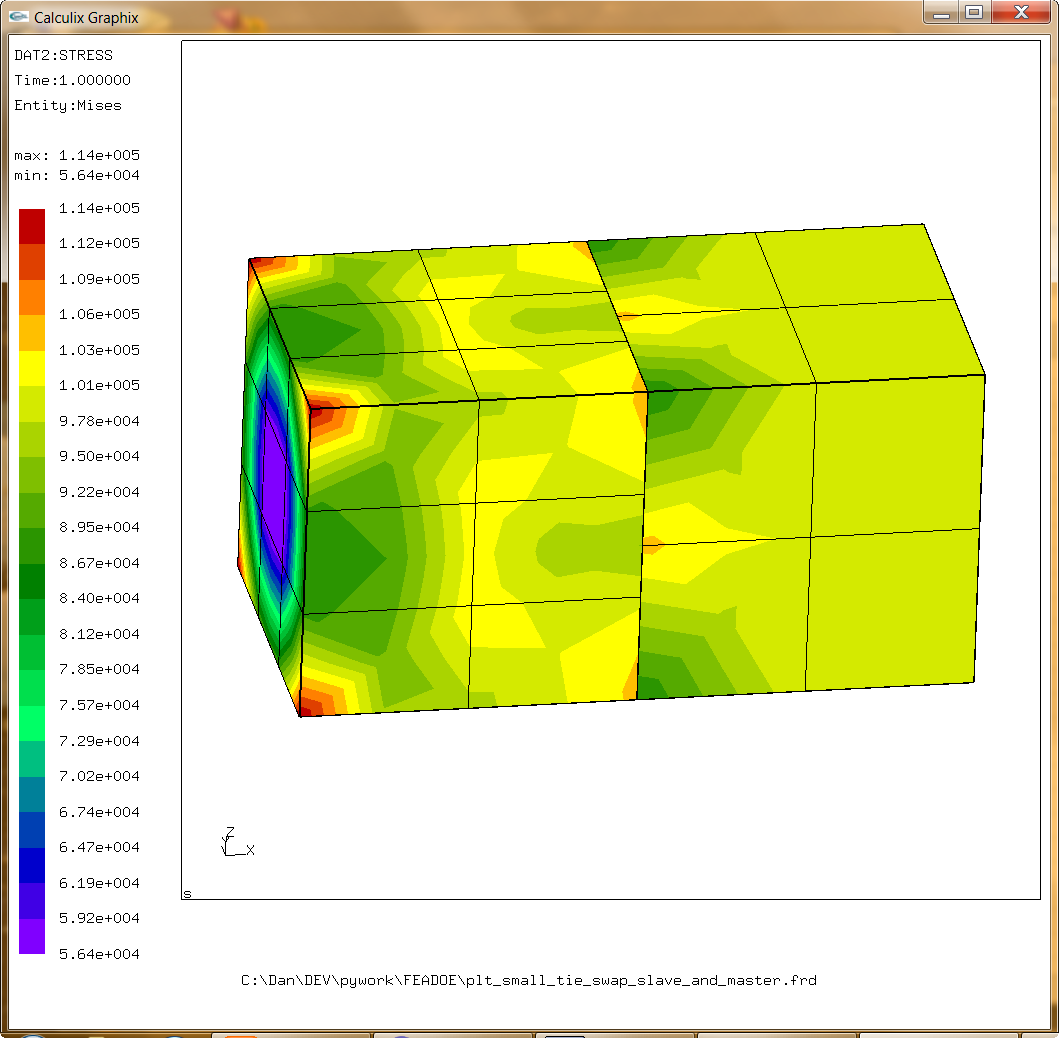 Calculix Graphix
DAT2:STRESS
Time:1.000000
Entity:Mises
max: 1.14e+005
min: 5.64e+004
1.14e+005
1.12e+005
1.09e+005
1.06e+005
1.03e+005
1.01e+005
9.78e+004
9.50e+004
9.22e+004
8.95e+004
8.67e+004
8.40e+004
8.12e+004
7.85e+004
7.57e+004
7.29e+004
7.02e+004
6.74e+004
6.47e+004
6.19e+004
5.92e+004
5.64e+004
Z
Y
X
s
C:\Dan\DEV\pywork\FEADOE\plt_small_tie_swap_slave_and_master.frd